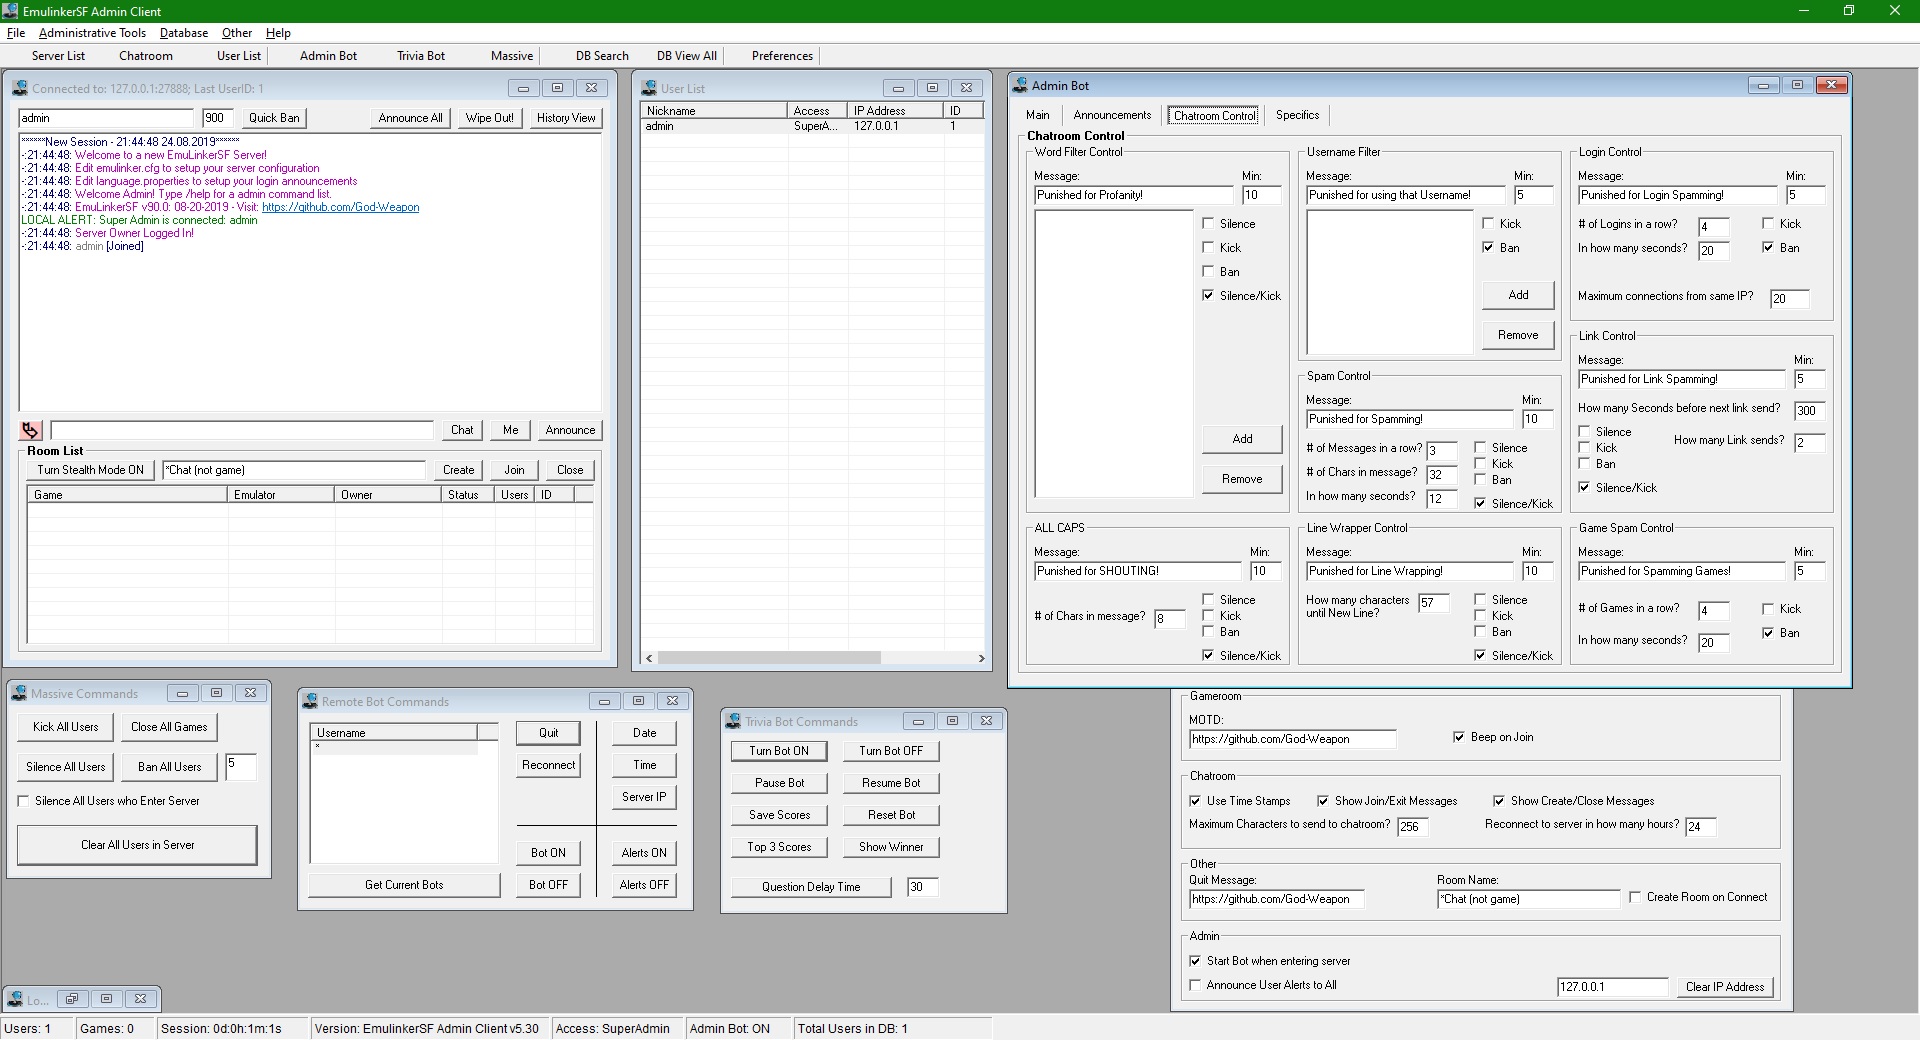 EmulinkerSF Admin Client
File Administrative Tools Database Other Help
Server List Chatroom User List Admin Bot Trivia Bot Massive DB Search DB View All Preferences
Connected to: 127.0.0.1:27888; Last UserID: 1
admin 900 Quick Ban Announce All Wipe Out! History View
******New Session - 21:44:48 24.08.2019******
-:21:44:48: Welcome to a new EmuLinkerSF Server!
-:21:44:48: Edit emulinker.cfg to setup your server configuration
-:21:44:48: Edit language.properties to setup your login announcements
-:21:44:48: Welcome Admin! Type /help for a admin command list.
-:21:44:48: EmuLinkerSF v90.0: 08-20-2019 - Visit: https://github.com/God-Weapon
LOCAL ALERT: Super Admin is connected: admin
-:21:44:48: Server Owner Logged In!
-:21:44:48: admin [Joined]
Chat Me Announce
Room List
Turn Stealth Mode ON *Chat (not game) Create Join Close
Game Emulator Owner Status Users ID
User List
Nickname Access IP Address ID
admin SuperA... 127.0.0.1 1
Admin Bot
Main Announcements Chatroom Control Specifics
Chatroom Control
Word Filter Control
Message: Min:
Punished for Profanity! 10
Silence
Kick
Ban
Silence/Kick
Add
Remove
Username Filter
Message: Min:
Punished for using that Username! 5
Kick
Ban
Add
Remove
Login Control
Message: Min:
Punished for Login Spamming! 5
# of Logins in a row? 4 Kick
In how many seconds? 20 Ban
Maximum connections from same IP? 20
Spam Control
Message: Min:
Punished for Spamming! 10
# of Messages in a row? 3 Silence
Kick
# of Chars in message? 32 Ban
In how many seconds? 12 Silence/Kick
Link Control
Message: Min:
Punished for Link Spamming! 5
How many Seconds before next link send? 300
Silence
How many Link sends? 2
Kick
Ban
Silence/Kick
ALL CAPS
Message: Min:
Punished for SHOUTING! 10
# of Chars in message? 8
Silence
Kick
Ban
Silence/Kick
Line Wrapper Control
Message: Min:
Punished for Line Wrapping! 10
How many characters
until New Line? 57
Silence
Kick
Ban
Silence/Kick
Game Spam Control
Message: Min:
Punished for Spamming Games! 5
# of Games in a row? 4 Kick
In how many seconds? 20 Ban
Massive Commands
Kick All Users Close All Games
Silence All Users Ban All Users 5
Silence All Users who Enter Server
Clear All Users in Server
Remote Bot Commands
Username
*
Quit Date
Reconnect Time
Server IP
Bot ON Alerts ON
Get Current Bots Bot OFF Alerts OFF
Trivia Bot Commands
Turn Bot ON Turn Bot OFF
Pause Bot Resume Bot
Save Scores Reset Bot
Top 3 Scores Show Winner
Question Delay Time 30
Gameroom
MOTD:
https://github.com/God-Weapon Beep on Join
Chatroom
Use Time Stamps Show Join/Exit Messages Show Create/Close Messages
Maximum Characters to send to chatroom? 256 Reconnect to server in how many hours? 24
Other
Quit Message: Room Name:
https://github.com/God-Weapon *Chat (not game) Create Room on Connect
Admin
Start Bot when entering server
Announce User Alerts to All 127.0.0.1 Clear IP Address
Lo...
Users: 1 Games: 0 Session: 0d:0h:1m:1s Version: EmulinkerSF Admin Client v5.30 Access: SuperAdmin Admin Bot: ON Total Users in DB: 1